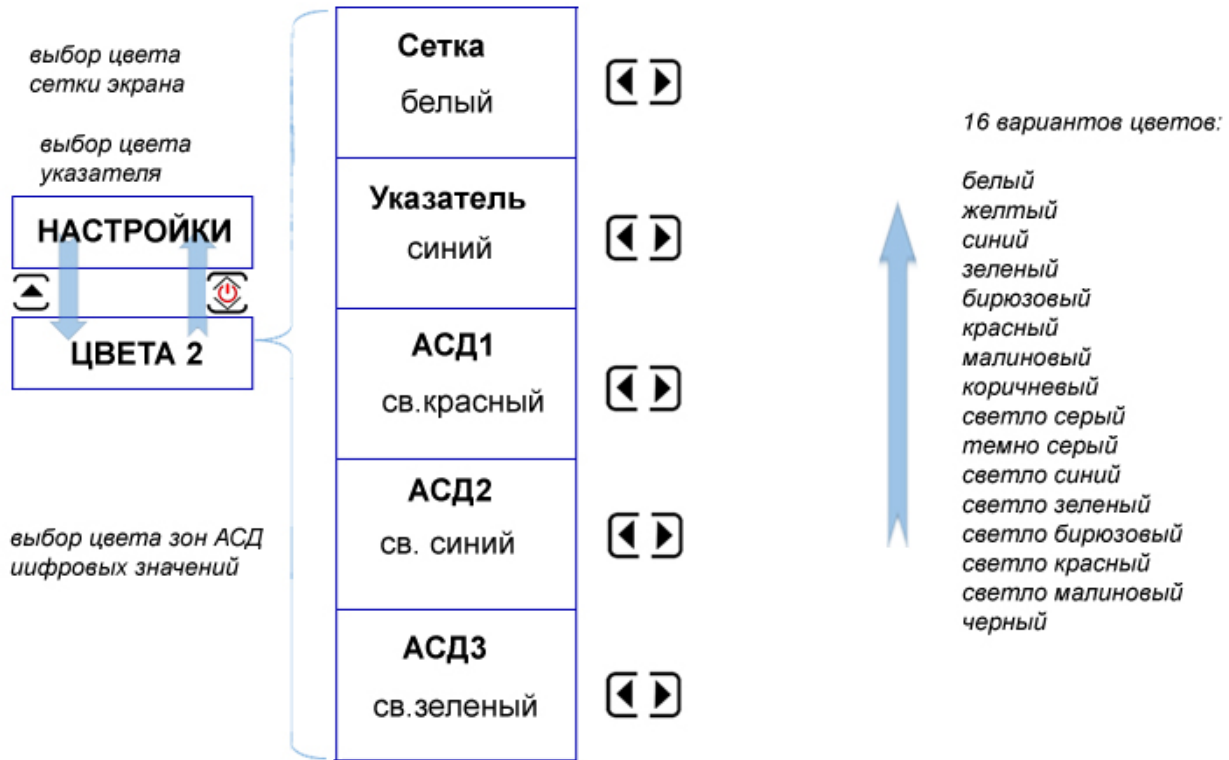 выбор цвета
сетки экрана
выбор цвета
указателя
НАСТРОЙКИ
ЦВЕТА 2
выбор цвета зон АСД
иифровых значений
Сетка
белый
Указатель
синий
АСД1
св.красный
АСД2
св. синий
АСД3
св.зеленый
16 вариантов цветов:
белый
желтый
синий
зеленый
бирюзовый
красный
малиновый
коричневый
светло серый
темно серый
светло синий
светло зеленый
светло бирюзовый
светло красный
светло малиновый
черный